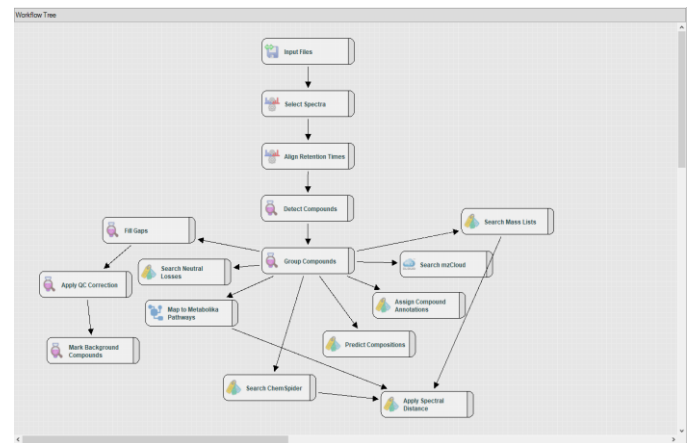 Workflow Tree
Input Files
Select Spectra
Align Retention Times
Detect Compounds
Search Mass Lists
Fill Gaps
Group Compounds
Search mzCloud
Search Neutral
Losses
Apply QC Correction
Assign Compound
Annotations
Map to Metabolika
Pathways
Predict Compositions
Mark Background
Compounds
Search ChemSpider
Apply Spectral
Distance